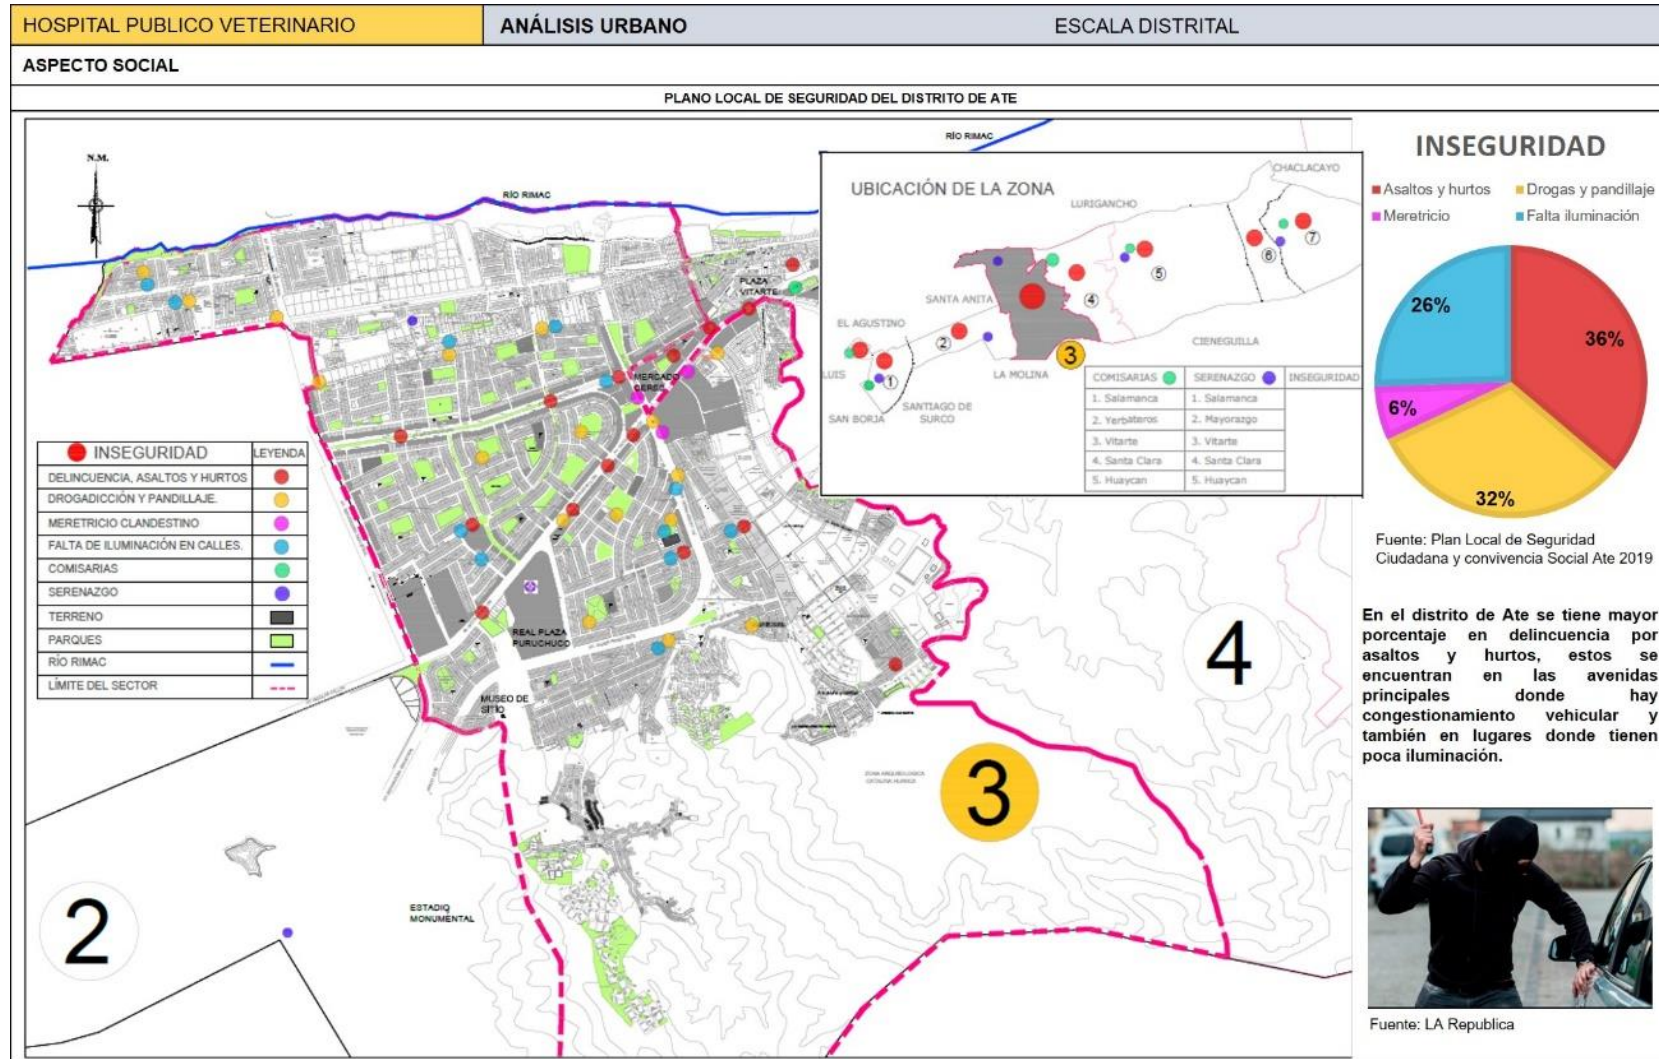 HOSPITAL PUBLICO VETERINARIO
ANÁLISIS URBANO
ESCALA DISTRITAL
ASPECTO SOCIAL
PLANO LOCAL DE SEGURIDAD DEL DISTRITO DE ATE
N.M.
RÍO RIMAC
RÍO RIMAC
PLAZA
VITARTE
MERCADO
CERES
REAL PLAZA
PURUCHUCO
MUSEO DE
SITIO
ESTADIO
MONUMENTAL
2
3
4
INSEGURIDAD
LEYENDA
DELINCUENCIA, ASALTOS Y HURTOS
DROGADICCIÓN Y PANDILLAJE.
MERETRICIO CLANDESTINO
FALTA DE ILUMINACIÓN EN CALLES.
COMISARIAS
SERENAZGO
TERRENO
PARQUES
RÍO RIMAC
LÍMITE DEL SECTOR
UBICACIÓN DE LA ZONA
CHACLACAYO
LURIGANCHO
SANTA ANITA
EL AGUSTINO
LUIS
SAN BORJA
SANTIAGO DE
SURCO
LA MOLINA
CIENEGUILLA
1
2
3
4
5
6
7
COMISARIAS SERENAZGO INSEGURIDAD
1. Salamanca 1. Salamanca
2. Yerbateros 2. Mayorazgo
3. Vitarte 3. Vitarte
4. Santa Clara 4. Santa Clara
5. Huaycan 5. Huaycan
INSEGURIDAD
Asaltos y hurtos Drogas y pandillaje
Meretricio Falta iluminación
26%
36%
6%
32%
Fuente: Plan Local de Seguridad
Ciudadana y convivencia Social Ate 2019
En el distrito de Ate se tiene mayor
porcentaje en delincuencia por
asaltos y hurtos, estos se
encuentran en las avenidas
principales donde hay
congestionamiento vehicular y
también en lugares donde tienen
poca iluminación.
Fuente: LA Republica